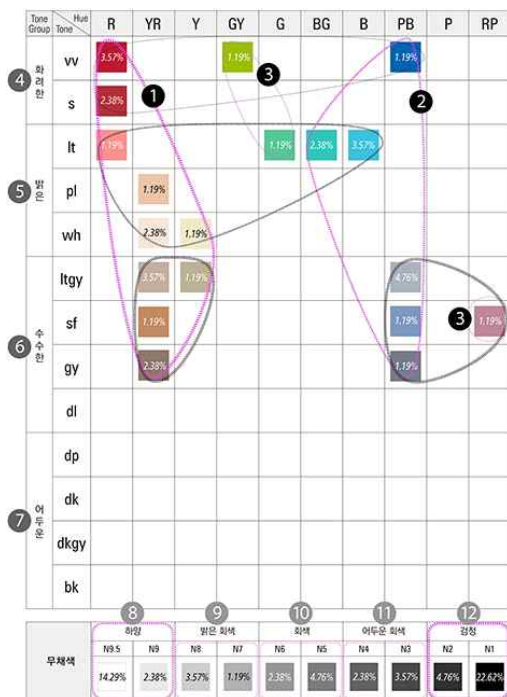 Tone Group Hue Tone R YR Y GY G BG B PB P RP
4 화려한 vv 3.57% 1.19% 1.19%
1 3 2
s 2.38%
lt 1.19% 1.19% 2.38% 3.57%
5 밝은 pl 1.19%
wh 2.38% 1.19%
ltgy 3.57% 1.19% 4.76%
6 수수한 sf 1.19% 1.19% 3 1.19%
gy 2.38% 1.19%
dl
dp
7 어두운 dk
dkgy
bk
8 9 10 11 12
하양 밝은 회색 회색 어두운 회색 검정
무채색 N9.5 N9 N8 N7 N6 N5 N4 N3 N2 N1
14.29% 2.38% 3.57% 1.19% 2.38% 4.76% 2.38% 3.57% 4.76% 22.62%